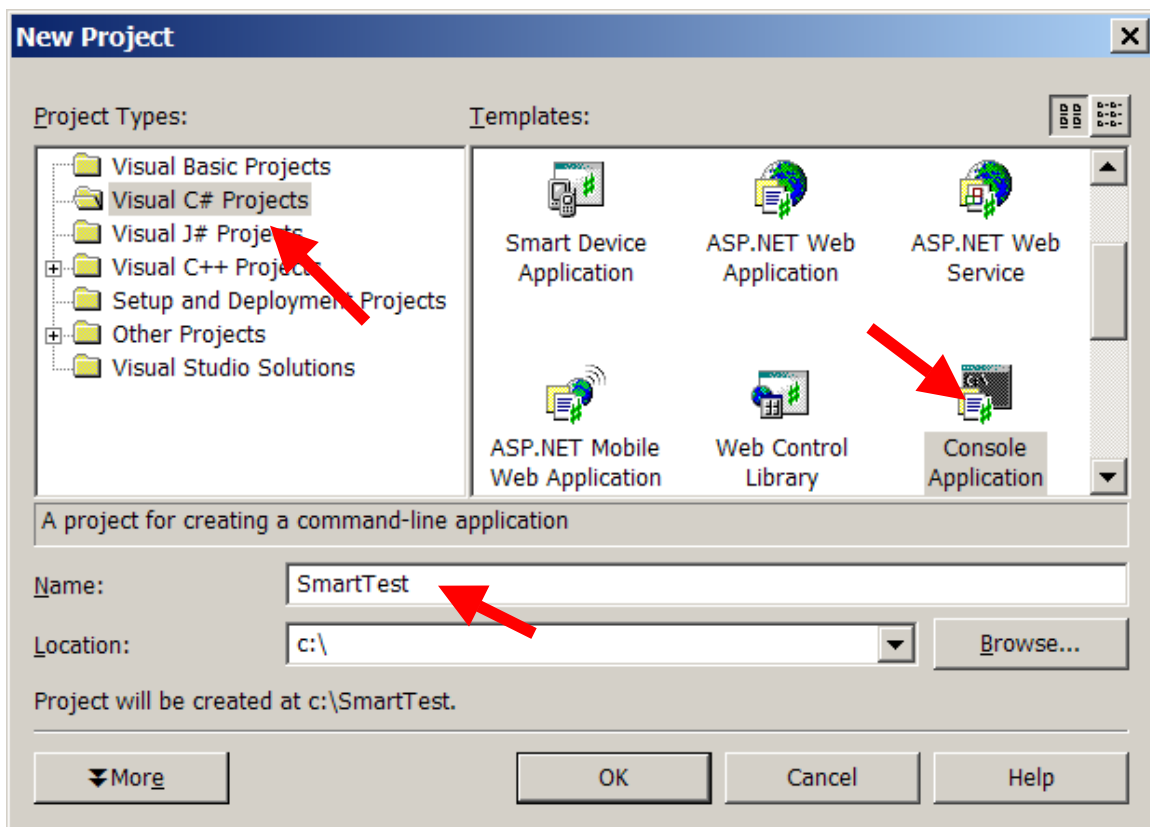 New Project
Project Types:
Templates:
Visual Basic Projects
Visual C# Projects
Visual J# Projects
Visual C++ Projects
Setup and Deployment Projects
Other Projects
Visual Studio Solutions
Smart Device
Application
ASP.NET Web
Application
ASP.NET Web
Service
ASP.NET Mobile
Web Application
Web Control
Library
C:\
Console
Application
A project for creating a command-line application
Name:
SmartTest
Location:
c:\
Browse...
Project will be created at c:\SmartTest.
More
OK
Cancel
Help